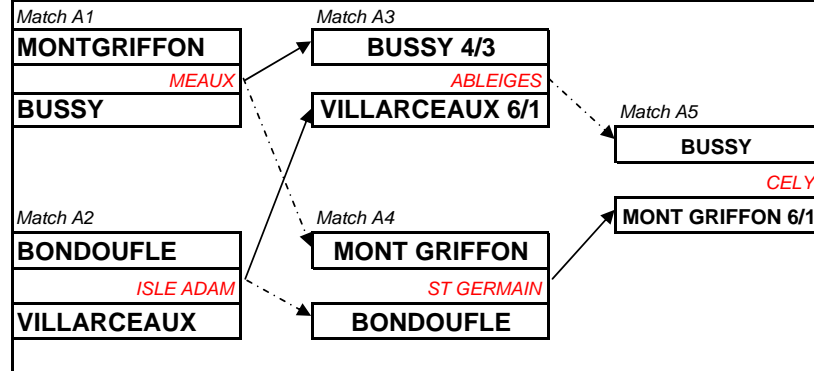 Match A1
MONTGRIFFON
MEAUX
BUSSY
Match A2
BONDOUFLE
ISLE ADAM
VILLARCEAUX
Match A3
BUSSY 4/3
ABLEIGES
VILLARCEAUX 6/1
Match A4
MONT GRIFFON
ST GERMAIN
BONDOUFLE
Match A5
BUSSY
CELY
MONT GRIFFON 6/1